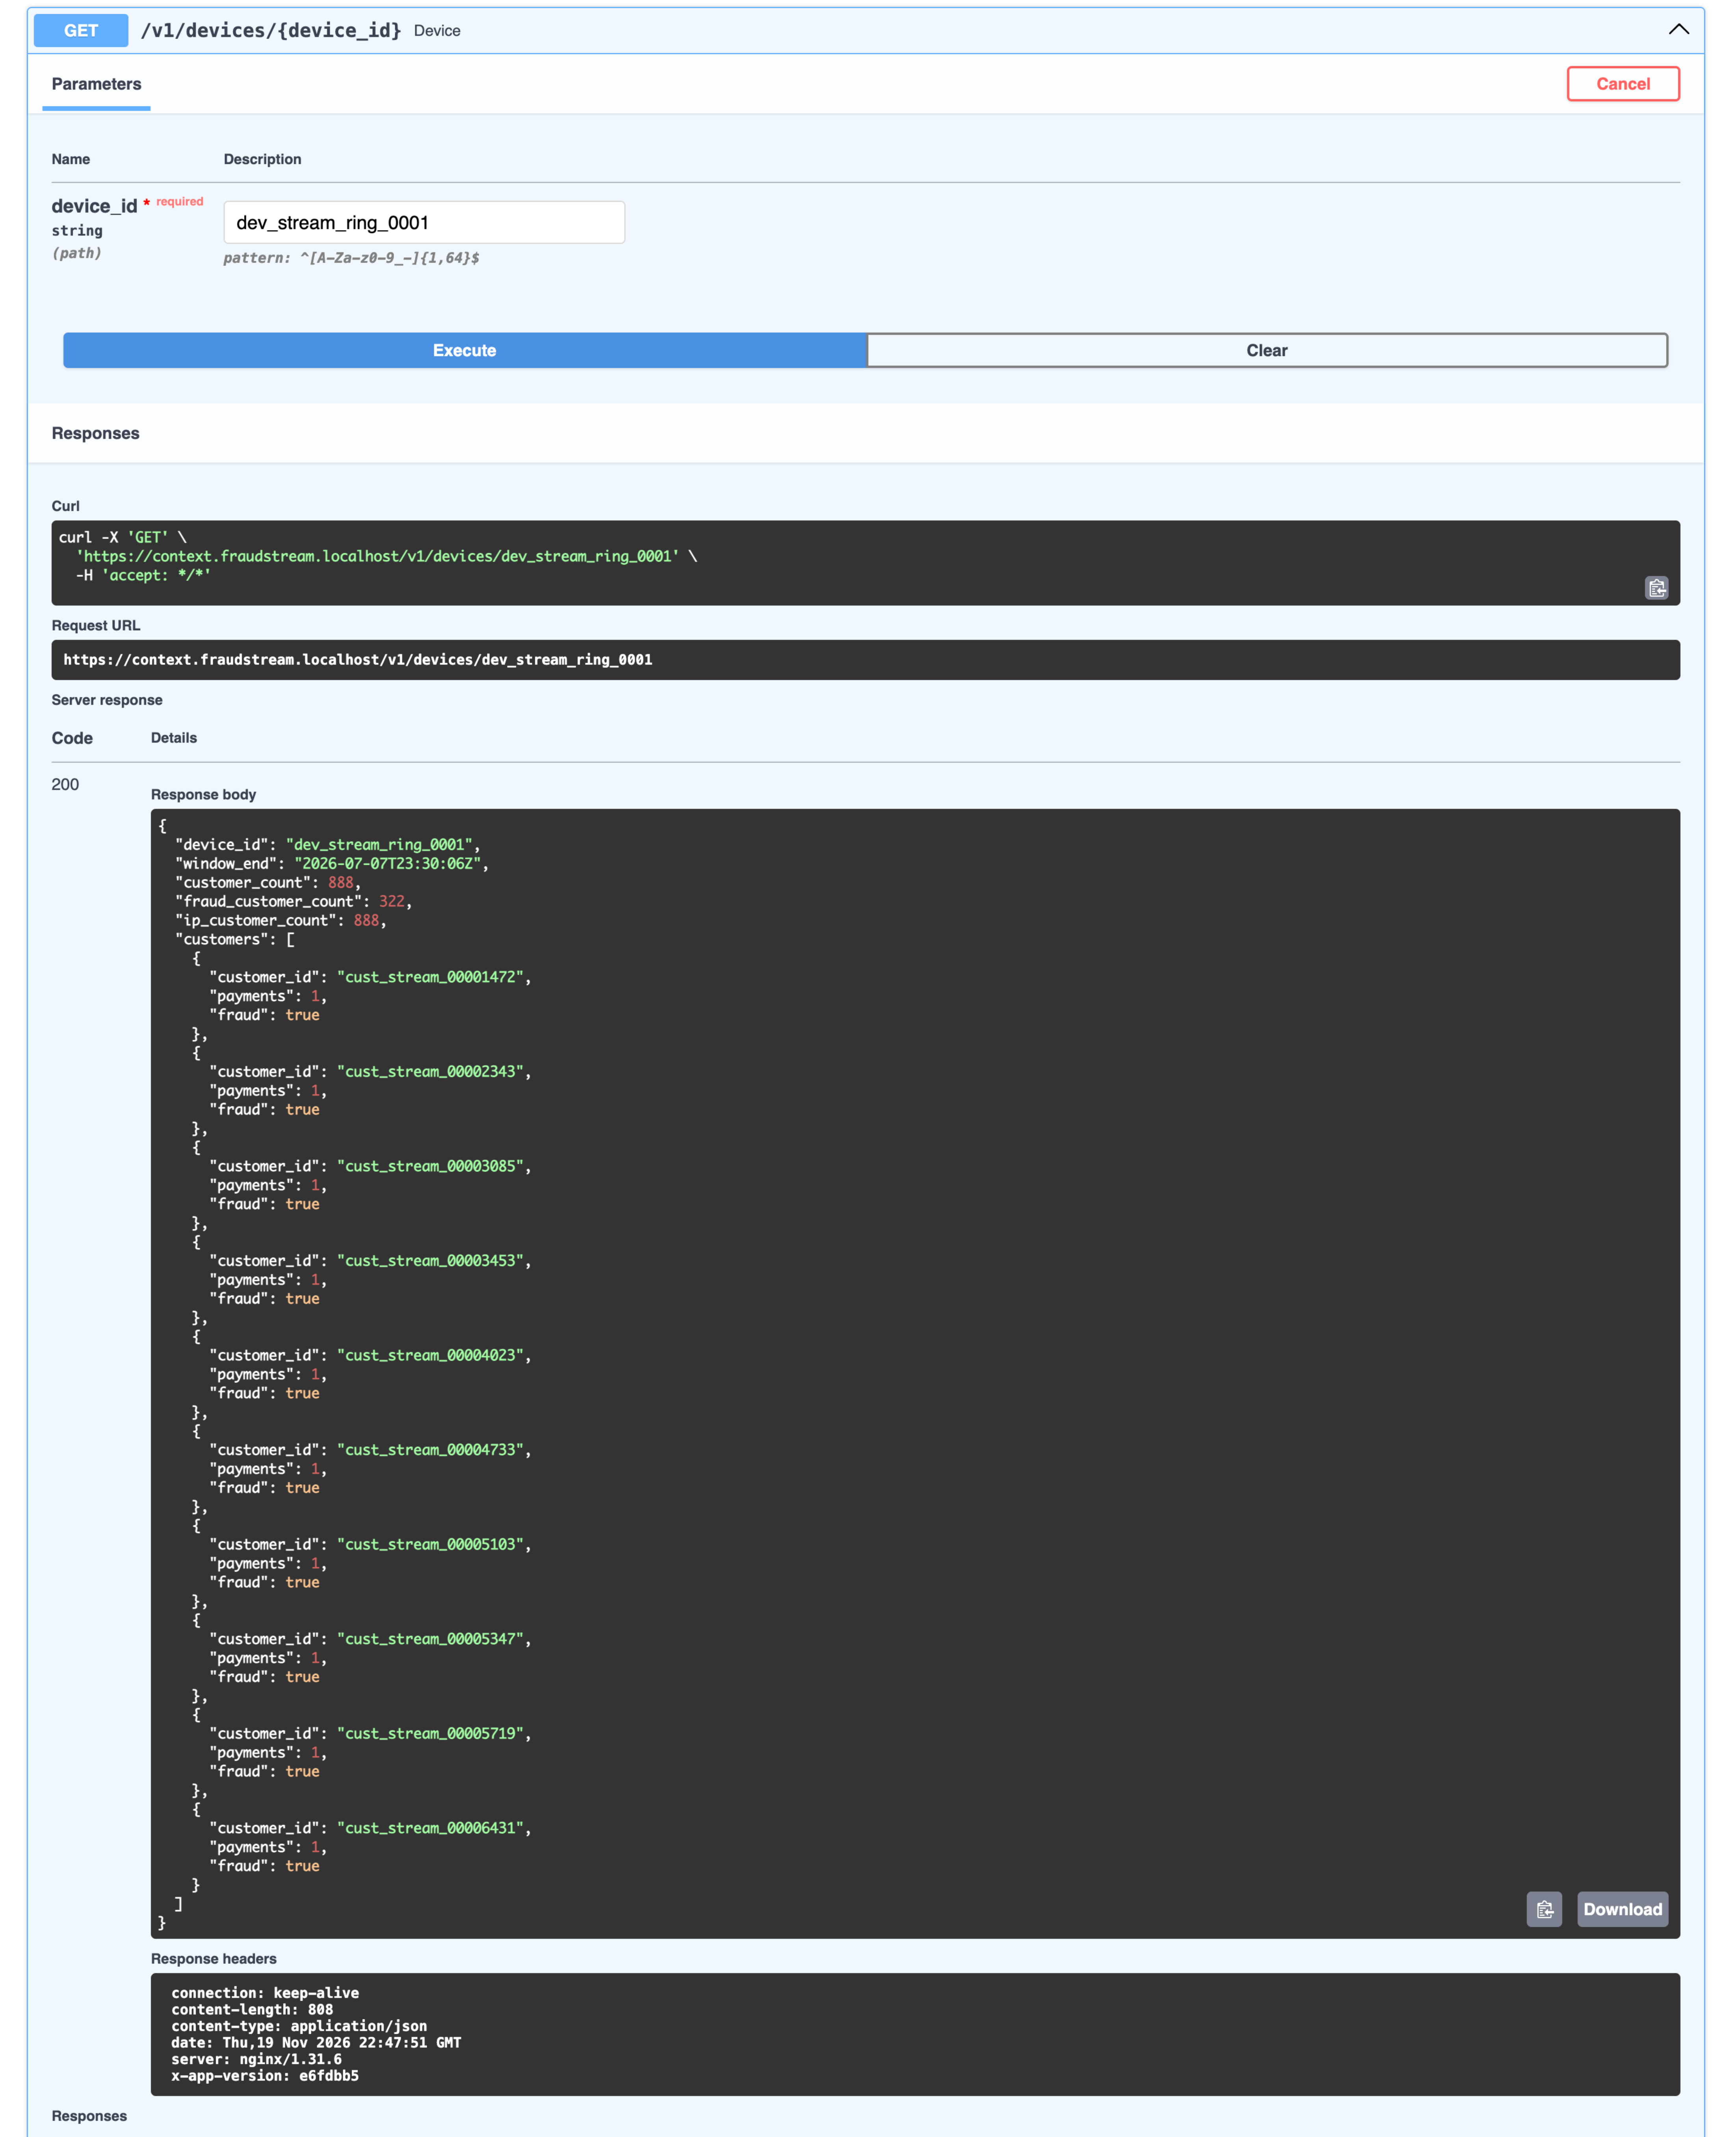 GET /v1/devices/{device_id} Device
Parameters
Cancel
Name Description
device_id * required
string
(path)
dev_stream_ring_0001
pattern: ^[A-Za-z0-9_-]{1,64}$
Execute
Clear
Responses
Curl
curl -X 'GET' \
'https://context.fraudstream.localhost/v1/devices/dev_stream_ring_0001' \
-H 'accept: */*'
Request URL
https://context.fraudstream.localhost/v1/devices/dev_stream_ring_0001
Server response
Code Details
200
Response body
{
"device_id": "dev_stream_ring_0001",
"window_end": "2026-07-07T23:30:06Z",
"customer_count": 888,
"fraud_customer_count": 322,
"ip_customer_count": 888,
"customers": [
{
"customer_id": "cust_stream_00001472",
"payments": 1,
"fraud": true
},
{
"customer_id": "cust_stream_00002343",
"payments": 1,
"fraud": true
},
{
"customer_id": "cust_stream_00003085",
"payments": 1,
"fraud": true
},
{
"customer_id": "cust_stream_00003453",
"payments": 1,
"fraud": true
},
{
"customer_id": "cust_stream_00004023",
"payments": 1,
"fraud": true
},
{
"customer_id": "cust_stream_00004733",
"payments": 1,
"fraud": true
},
{
"customer_id": "cust_stream_00005103",
"payments": 1,
"fraud": true
},
{
"customer_id": "cust_stream_00005347",
"payments": 1,
"fraud": true
},
{
"customer_id": "cust_stream_00005719",
"payments": 1,
"fraud": true
},
{
"customer_id": "cust_stream_00006431",
"payments": 1,
"fraud": true
}
]
}
Download
Response headers
connection: keep-alive
content-length: 808
content-type: application/json
date: Thu,19 Nov 2026 22:47:51 GMT
server: nginx/1.31.6
x-app-version: e6fdbb5
Responses